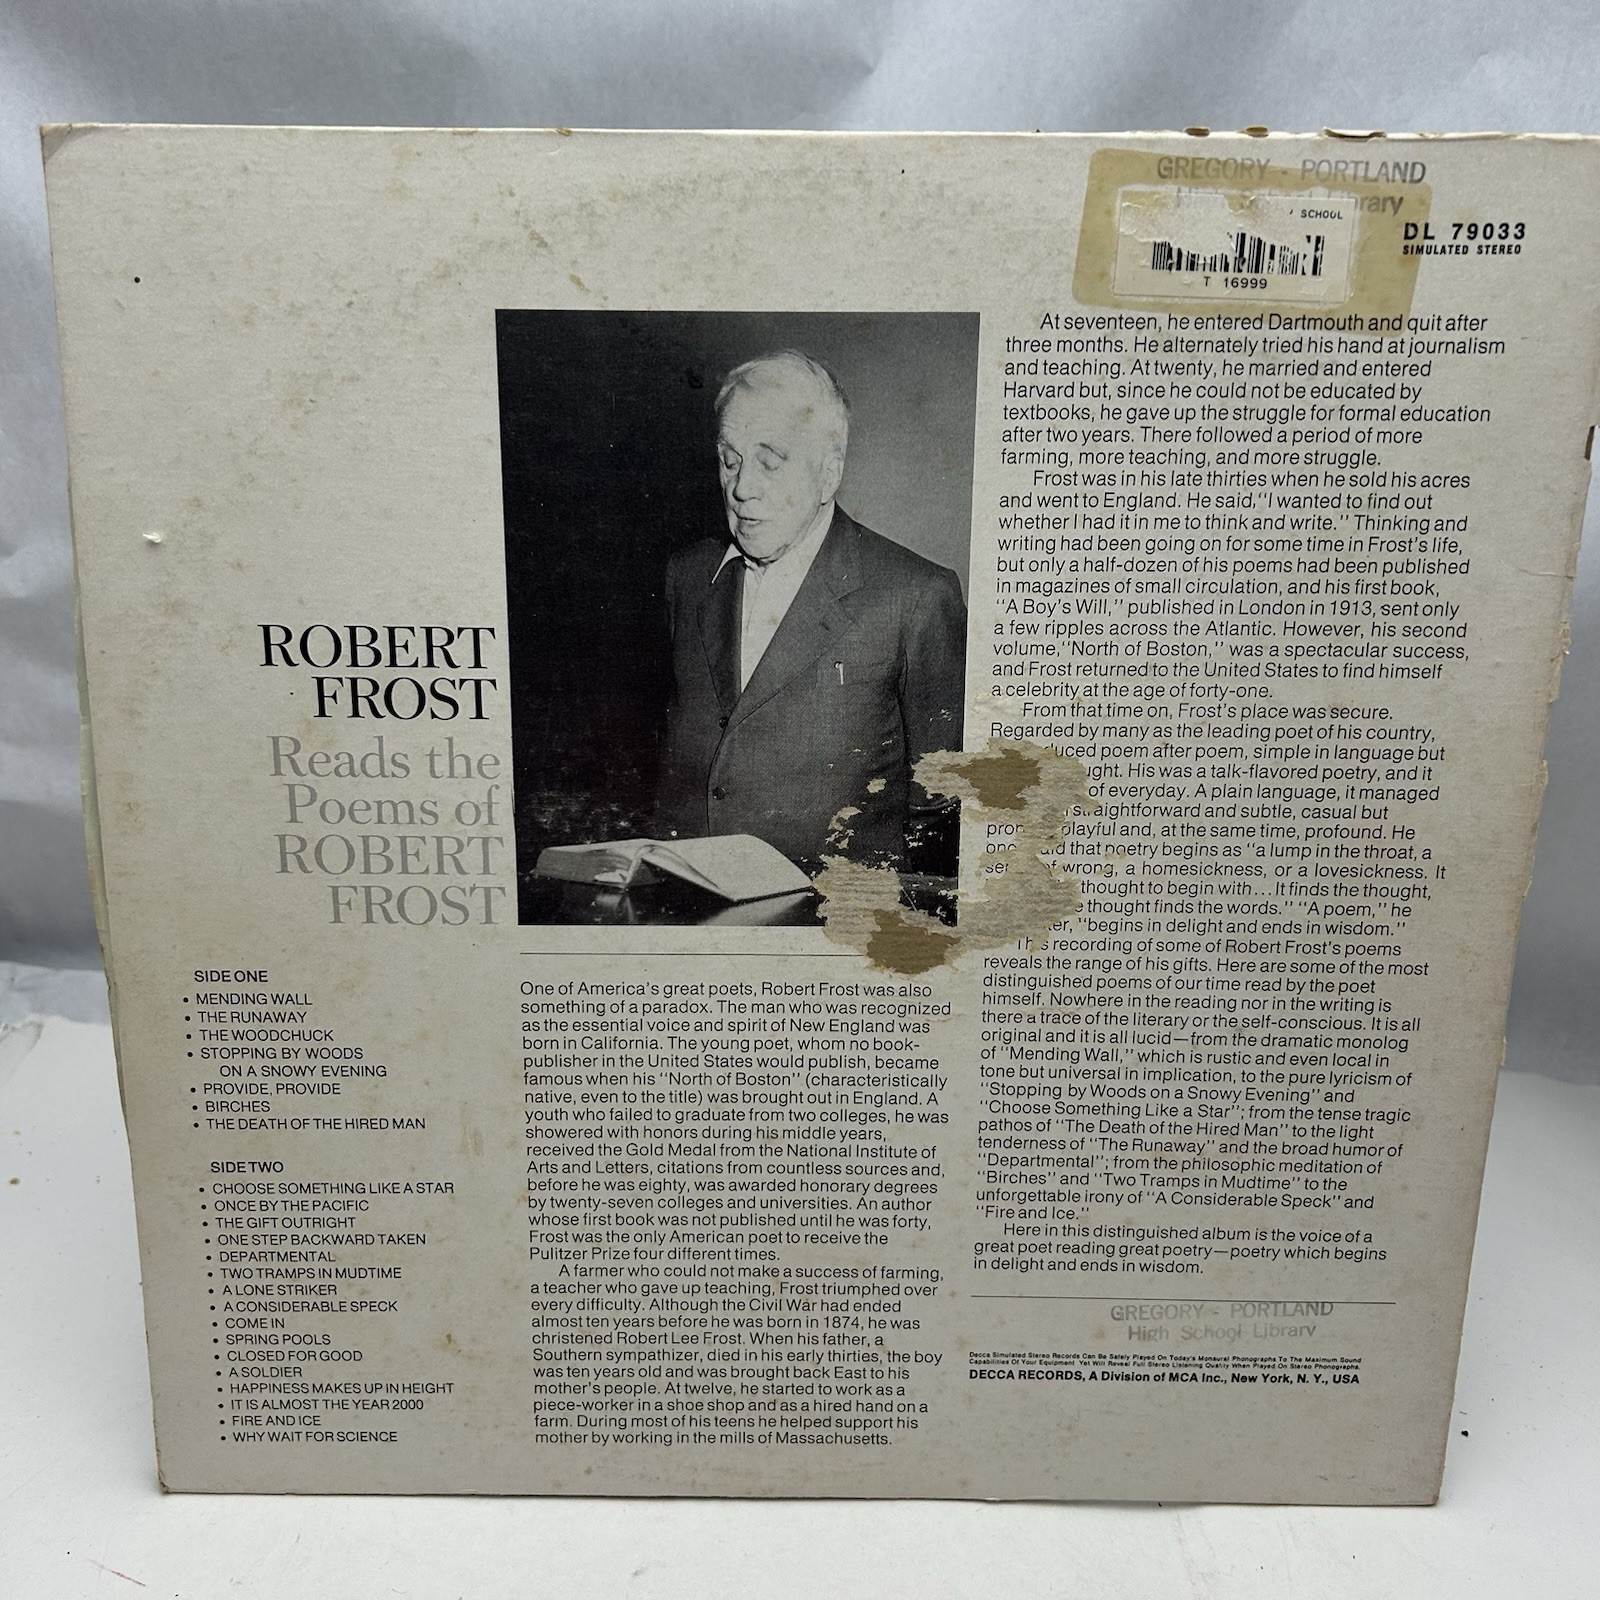 GREGORY - PORTLAND
SCHOOL
T 16999
DL 79033
SIMULATED STEREO
ROBERT
FROST
Reads the
Poems of
ROBERT
FROST
SIDE ONE
• MENDING WALL
• THE RUNAWAY
• THE WOODCHUCK
• STOPPING BY WOODS
ON A SNOWY EVENING
• PROVIDE, PROVIDE
• BIRCHES
• THE DEATH OF THE HIRED MAN
SIDE TWO
• CHOOSE SOMETHING LIKE A STAR
• ONCE BY THE PACIFIC
• THE GIFT OUTRIGHT
• ONE STEP BACKWARD TAKEN
• DEPARTMENTAL
• TWO TRAMPS IN MUDTIME
• A LONE STRIKER
• A CONSIDERABLE SPECK
• COME IN
• SPRING POOLS
• CLOSED FOR GOOD
• A SOLDIER
• HAPPINESS MAKES UP IN HEIGHT
• IT IS ALMOST THE YEAR 2000
• FIRE AND ICE
• WHY WAIT FOR SCIENCE
One of America's great poets, Robert Frost was also
something of a paradox. The man who was recognized
as the essential voice and spirit of New England was
born in California. The young poet, whom no book-
publisher in the United States would publish, became
famous when his "North of Boston" (characteristically
native, even to the title) was brought out in England. A
youth who failed to graduate from two colleges, he was
showered with honors during his middle years,
received the Gold Medal from the National Institute of
Arts and Letters, citations from countless sources and,
before he was eighty, was awarded honorary degrees
by twenty-seven colleges and universities. An author
whose first book was not published until he was forty,
Frost was the only American poet to receive the
Pulitzer Prize four different times.
A farmer who could not make a success of farming,
a teacher who gave up teaching, Frost triumphed over
every difficulty. Although the Civil War had ended
almost ten years before he was born in 1874, he was
christened Robert Lee Frost. When his father, a
Southern sympathizer, died in his early thirties, the boy
was ten years old and was brought back East to his
mother's people. At twelve, he started to work as a
piece-worker in a shoe shop and as a hired hand on a
farm. During most of his teens he helped support his
mother by working in the mills of Massachusetts.
At seventeen, he entered Dartmouth and quit after
three months. He alternately tried his hand at journalism
and teaching. At twenty, he married and entered
Harvard but, since he could not be educated by
textbooks, he gave up the struggle for formal education
after two years. There followed a period of more
farming, more teaching, and more struggle.
Frost was in his late thirties when he sold his acres
and went to England. He said, "I wanted to find out
whether I had it in me to think and write." Thinking and
writing had been going on for some time in Frost's life,
but only a half-dozen of his poems had been published
in magazines of small circulation, and his first book,
"A Boy's Will," published in London in 1913, sent only
a few ripples across the Atlantic. However, his second
volume, "North of Boston," was a spectacular success,
and Frost returned to the United States to find himself
a celebrity at the age of forty-one.
From that time on, Frost's place was secure.
Regarded by many as the leading poet of his country,
poem after poem, simple in language but
His was a talk-flavored poetry, and it
of everyday. A plain language, it managed
straightforward and subtle, casual but
playful and, at the same time, profound. He
that poetry begins as "a lump in the throat, a
of wrong, a homesickness, or a lovesickness. It
thought to begin with...It finds the thought,
thought finds the words." "A poem," he
"begins in delight and ends in wisdom."
This recording of some of Robert Frost's poems
reveals the range of his gifts. Here are some of the most
distinguished poems of our time read by the poet
himself. Nowhere in the reading nor in the writing is
there a trace of the literary or the self-conscious. It is all
original and it is all lucid—from the dramatic monolog
of "Mending Wall," which is rustic and even local in
tone but universal in implication, to the pure lyricism of
"Stopping by Woods on a Snowy Evening" and
"Choose Something Like a Star"; from the tense tragic
pathos of "The Death of the Hired Man" to the light
tenderness of "The Runaway" and the broad humor of
"Departmental"; from the philosophic meditation of
"Birches" and "Two Tramps in Mudtime" to the
unforgettable irony of "A Considerable Speck" and
"Fire and Ice."
Here in this distinguished album is the voice of a
great poet reading great poetry—poetry which begins
in delight and ends in wisdom.
GREGORY - PORTLAND
High School Library
Decca Simulated Stereo Records Can Be Safely Played On Today's Monaural Phonographs To The Maximum Sound
Capabilities Of Your Equipment Yet Will Reveal Full Stereo Listening Quality When Played On Stereo Phonographs.
DECCA RECORDS, A Division of MCA Inc., New York, N. Y., USA